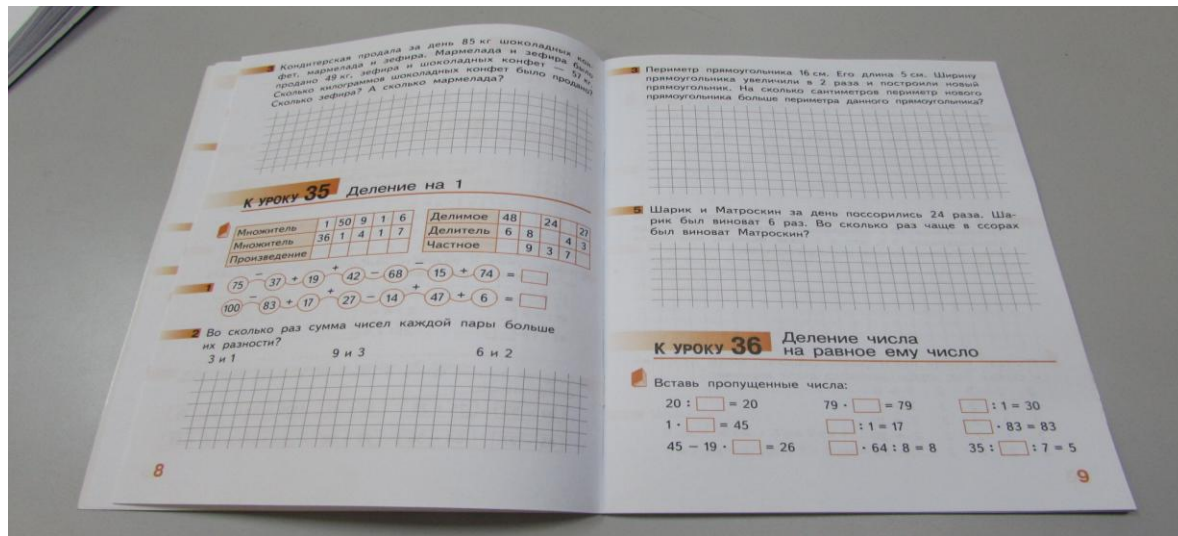 3 Кондитерская продала за день 85 кг шоколадных кон-
фет, мармелада и зефира. Мармелада и зефира было
продано 49 кг, зефира и шоколадных конфет — 57 кг.
Сколько килограммов шоколадных конфет было продано?
Сколько зефира? А сколько мармелада?
К УРОКУ 35 Деление на 1
Множитель 1 50 9 1 6
Множитель 36 1 4 1 7
Произведение
Делимое 48 24 27
Делитель 6 8 4 3
Частное 9 3 7
1 75 − 37 + 19 + 42 − 68 − 15 + 74 =
100 − 83 + 17 + 27 − 14 + 47 + 6 =
2 Во сколько раз сумма чисел каждой пары больше
их разности?
3 и 1 9 и 3 6 и 2
8
3 Периметр прямоугольника 16 см. Его длина 5 см. Ширину
прямоугольника увеличили в 2 раза и построили новый
прямоугольник. На сколько сантиметров периметр нового
прямоугольника больше периметра данного прямоугольника?
5 Шарик и Матроскин за день поссорились 24 раза. Ша-
рик был виноват 6 раз. Во сколько раз чаще в ссорах
был виноват Матроскин?
К УРОКУ 36 Деление числа
на равное ему число
Вставь пропущенные числа:
20 : = 20 79 · = 79 : 1 = 30
1 · = 45 : 1 = 17 · 83 = 83
45 − 19 · = 26 · 64 : 8 = 8 35 : : 7 = 5
9